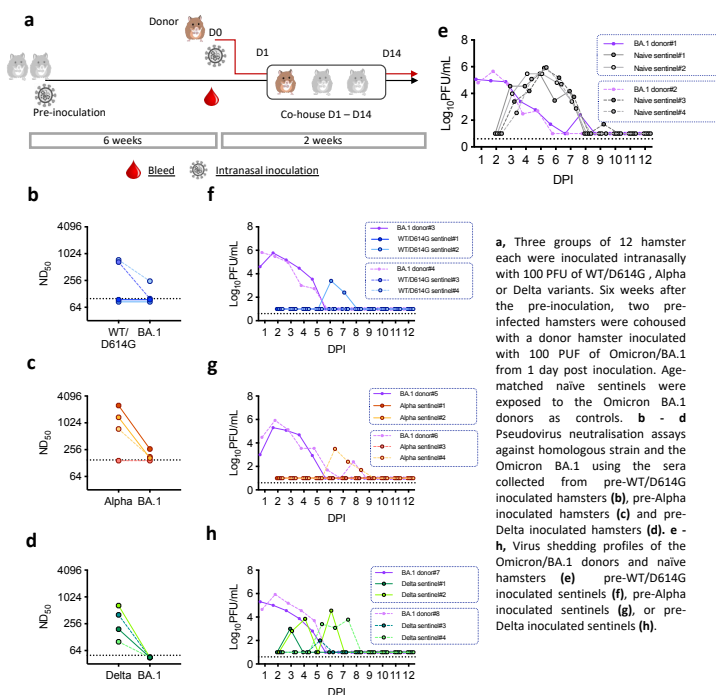 a
Donor
D0
D1
D14
Pre-inoculation
Co-house D1 – D14
6 weeks
2 weeks
Bleed
Intranasal inoculation
e
Log10PFU/mL
8
6
4
2
0
1 2 3 4 5 6 7 8 9 10 11 12
DPI
BA.1 donor#1
Naive sentinel#1
Naive sentinel#2
BA.1 donor#2
Naive sentinel#3
Naive sentinel#4
b
ND50
4096
1024
256
64
WT/
D614G
BA.1
f
Log10PFU/mL
8
6
4
2
0
1 2 3 4 5 6 7 8 9 10 11 12
DPI
BA.1 donor#3
WT/D614G sentinel#1
WT/D614G sentinel#2
BA.1 donor#4
WT/D614G sentinel#3
WT/D614G sentinel#4
c
ND50
4096
1024
256
64
Alpha BA.1
g
Log10PFU/mL
8
6
4
2
0
1 2 3 4 5 6 7 8 9 10 11 12
DPI
BA.1 donor#5
Alpha sentinel#1
Alpha sentinel#2
BA.1 donor#6
Alpha sentinel#3
Alpha sentinel#4
d
ND50
4096
1024
256
64
Delta BA.1
h
Log10PFU/mL
8
6
4
2
0
1 2 3 4 5 6 7 8 9 10 11 12
DPI
BA.1 donor#7
Delta sentinel#1
Delta sentinel#2
BA.1 donor#8
Delta sentinel#3
Delta sentinel#4
a, Three groups of 12 hamster
each were inoculated intranasally
with 100 PFU of WT/D614G , Alpha
or Delta variants. Six weeks after
the pre-inoculation, two pre-
infected hamsters were cohoused
with a donor hamster inoculated
with 100 PUF of Omicron/BA.1
from 1 day post inoculation. Age-
matched naïve sentinels were
exposed to the Omicron BA.1
donors as controls. b - d
Pseudovirus neutralisation assays
against homologous strain and the
Omicron BA.1 using the sera
collected from pre-WT/D614G
inoculated hamsters (b), pre-Alpha
inoculated hamsters (c) and pre-
Delta inoculated hamsters (d). e -
h, Virus shedding profiles of the
Omicron/BA.1 donors and naïve
hamsters (e) pre-WT/D614G
inoculated sentinels (f), pre-Alpha
inoculated sentinels (g), or pre-
Delta inoculated sentinels (h).